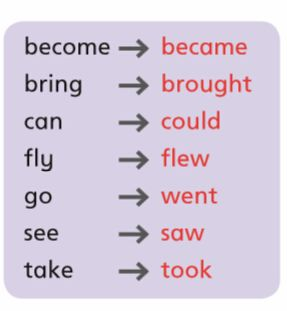 become → became
bring → brought
can → could
fly → flew
go → went
see → saw
take → took